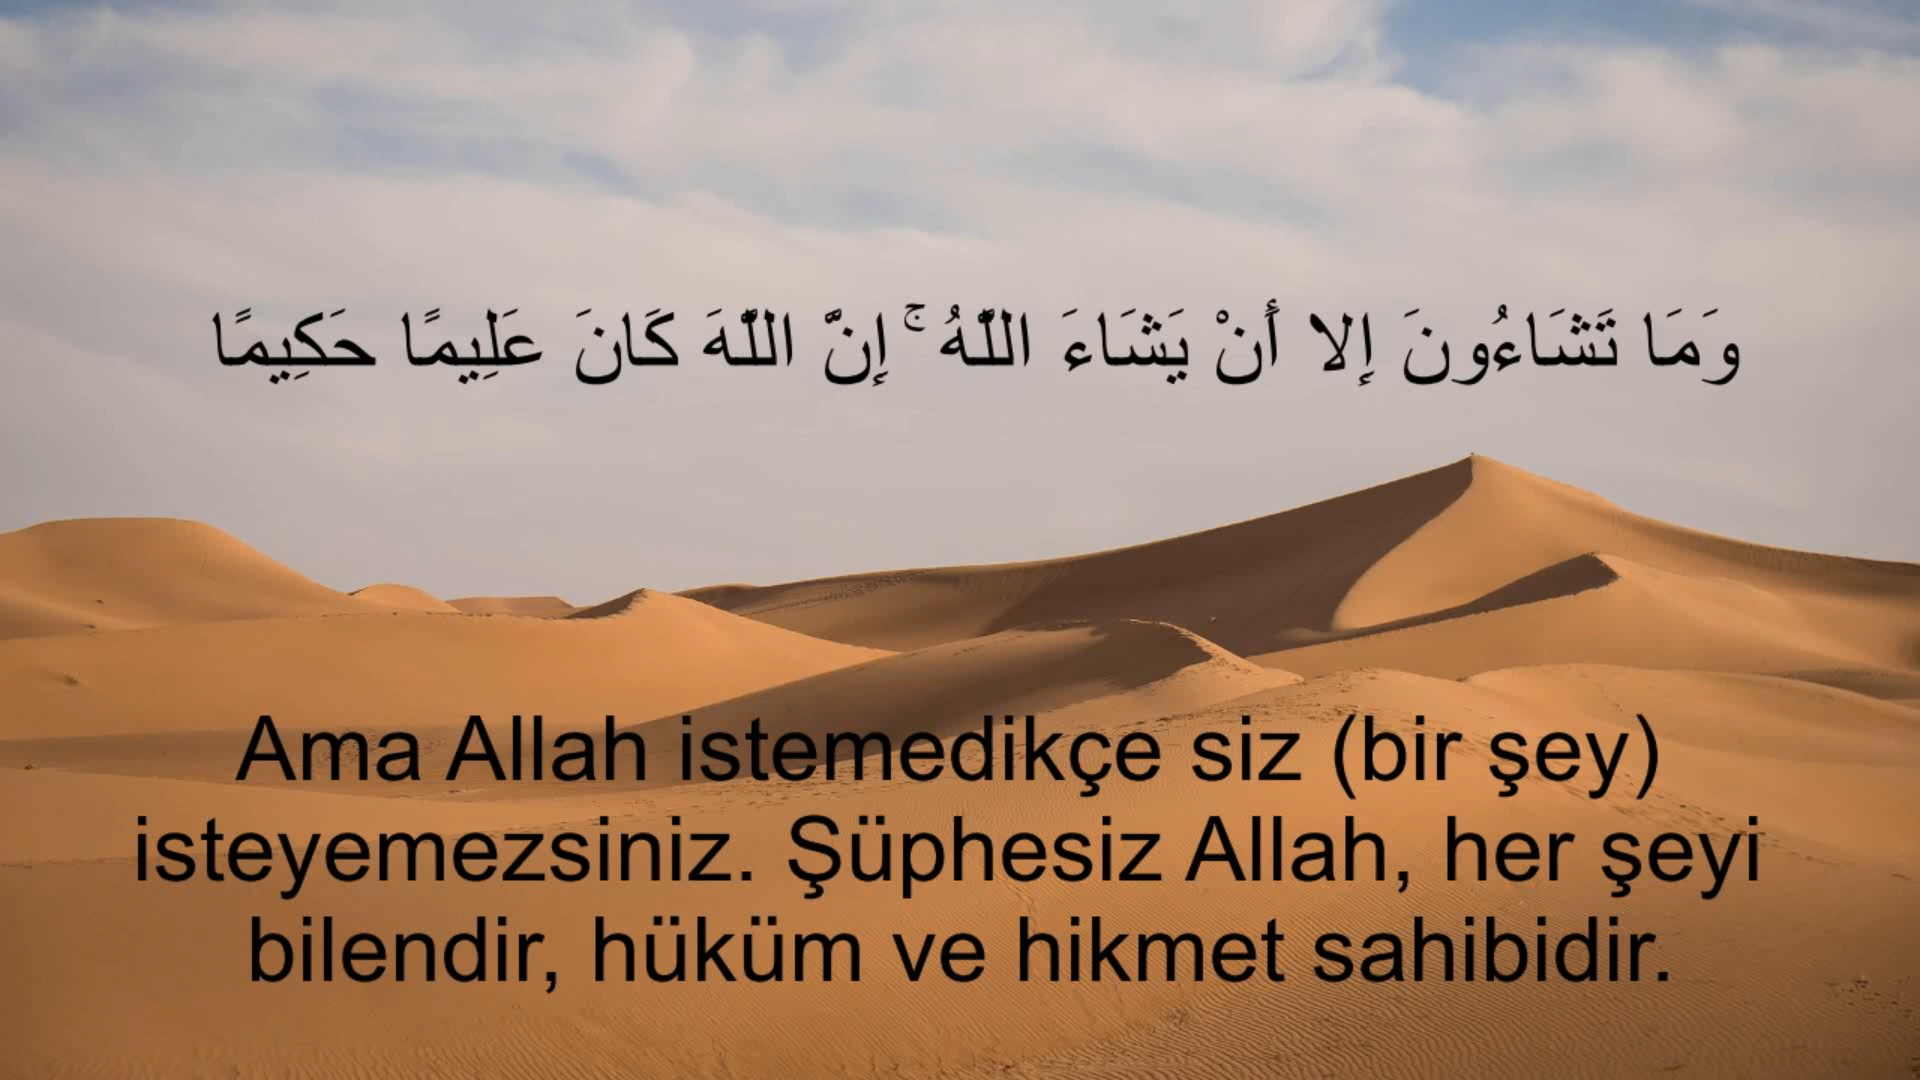 وَمَا تَشَاءُونَ إِلا أَنْ يَشَاءَ اللَّهُ ۚ إِنَّ اللَّهَ كَانَ عَلِيمًا حَكِيمًا
Ama Allah istemedikçe siz (bir şey)
isteyemezsiniz. Şüphesiz Allah, her şeyi
bilendir, hüküm ve hikmet sahibidir.